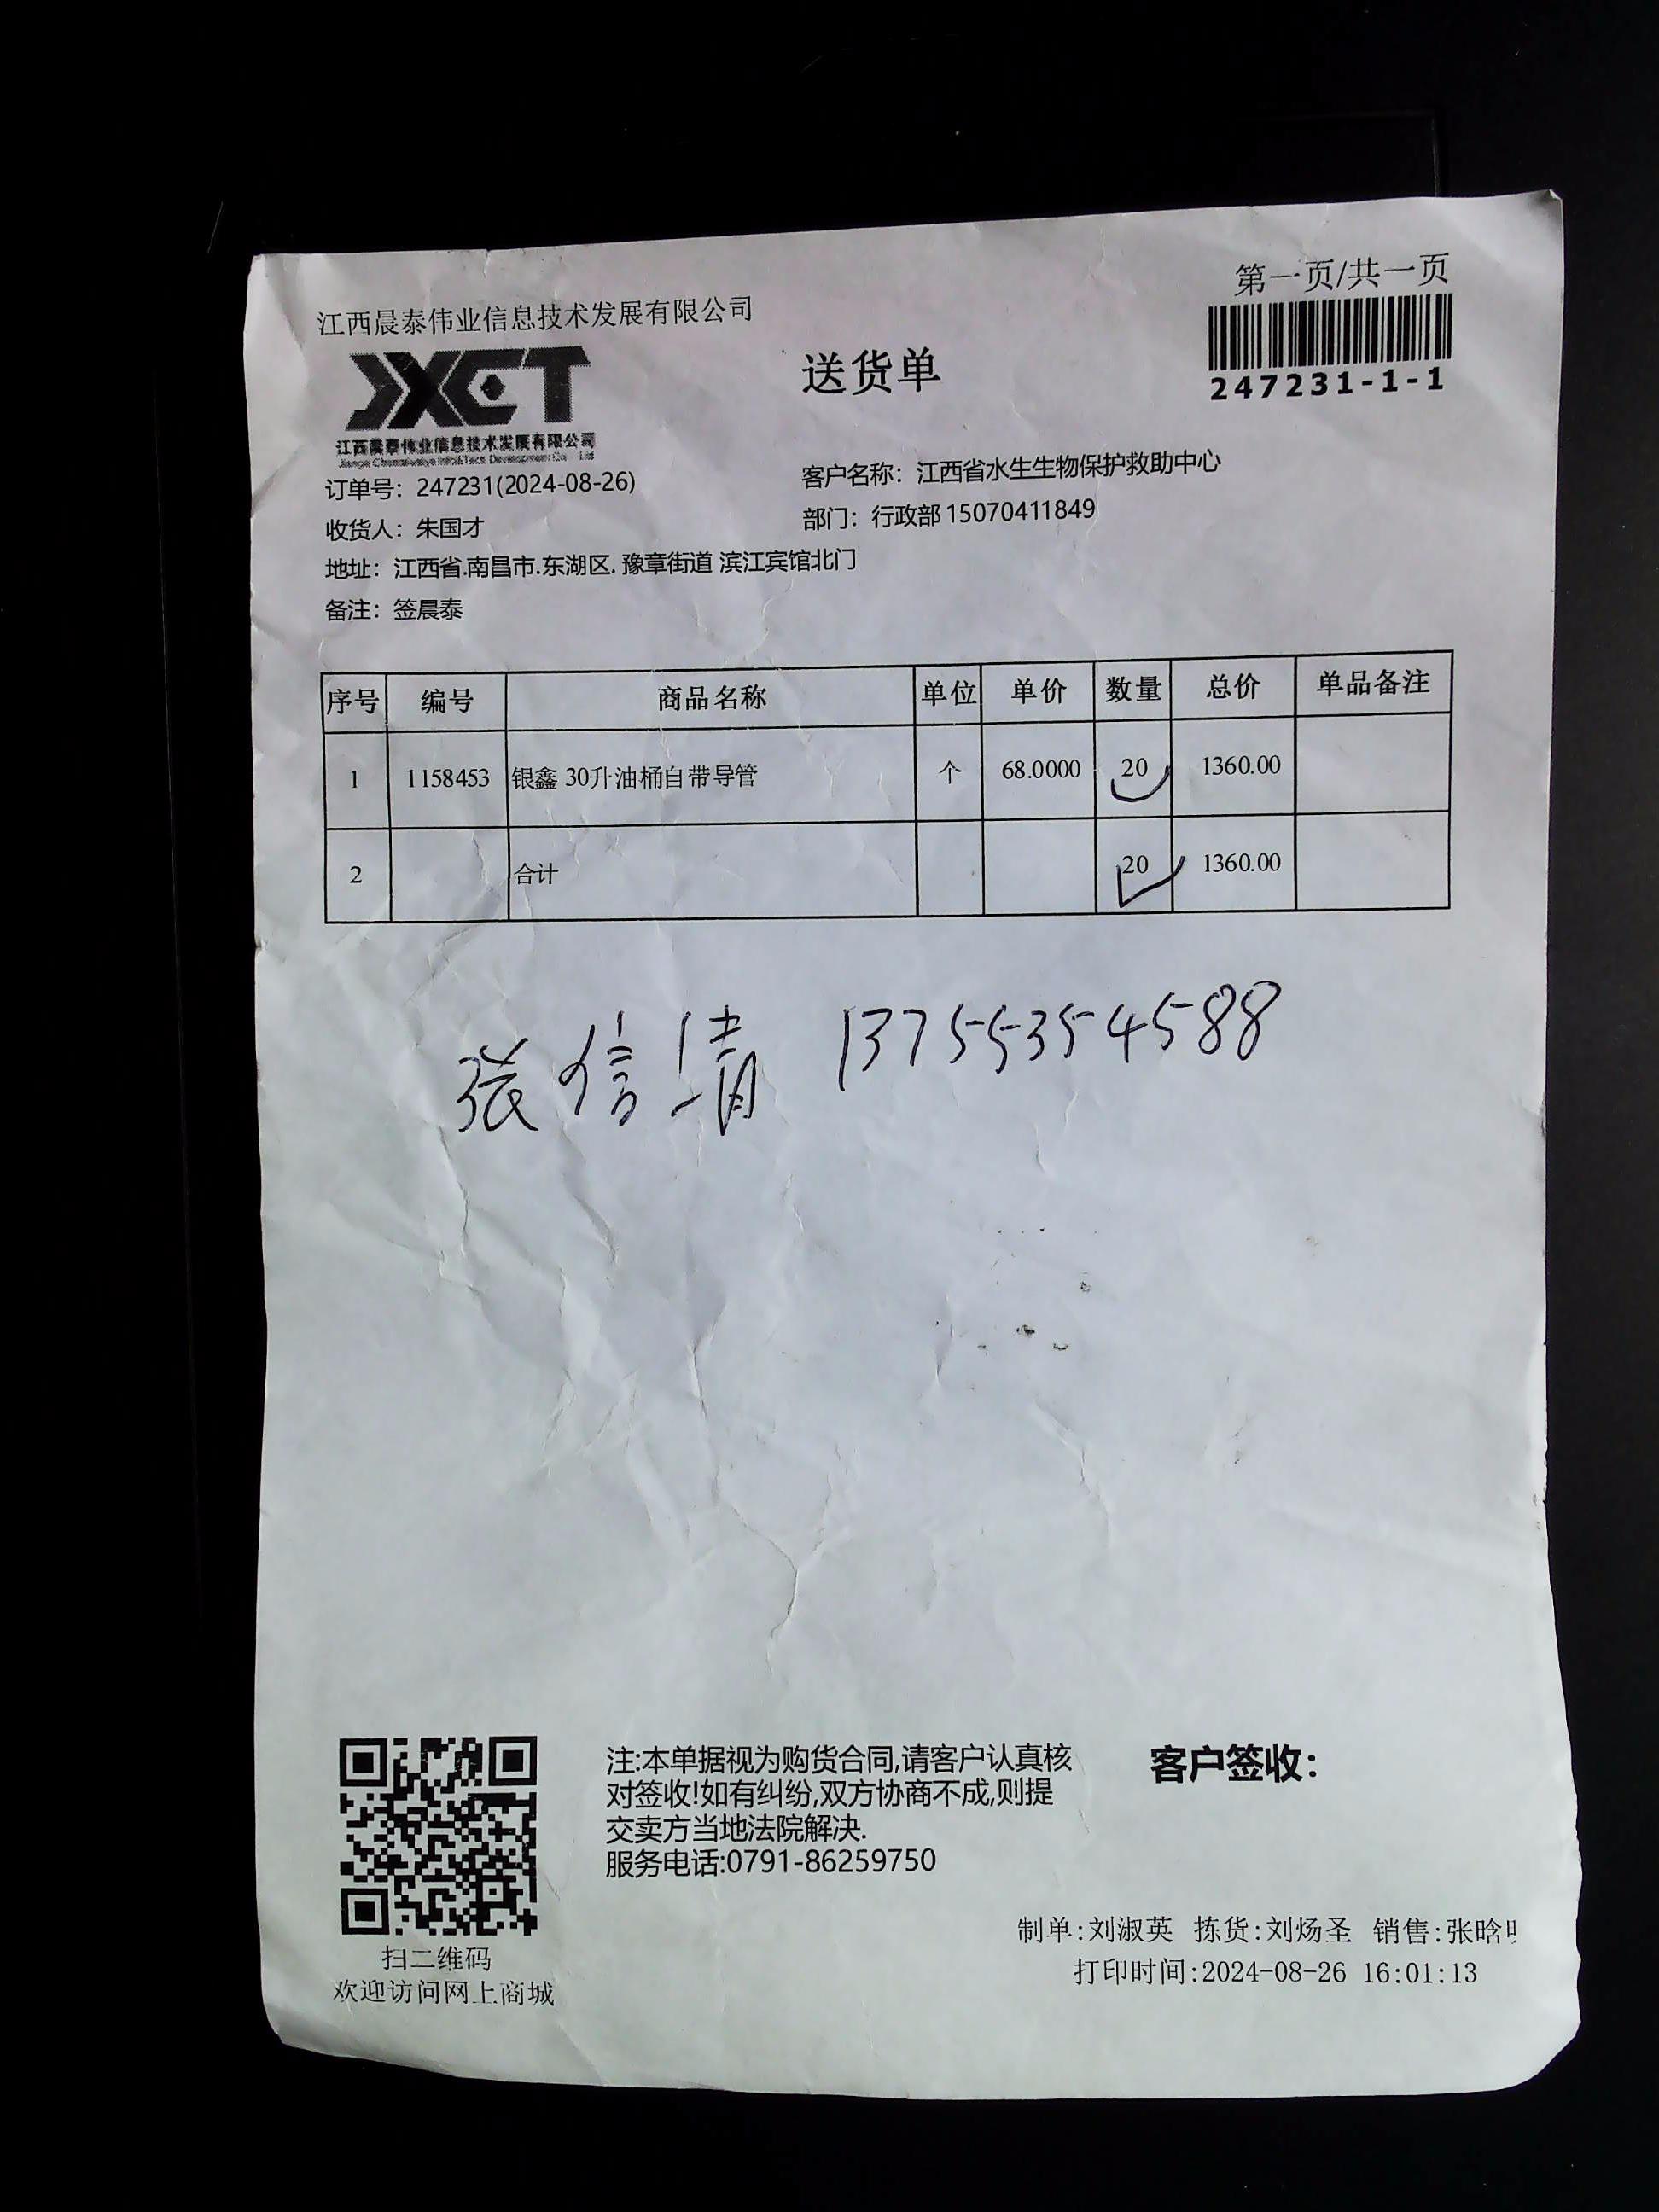 第一页/共一页
江西晨泰伟业信息技术发展有限公司
JXCT
送货单
247231-1-1
江西晨泰伟业信息技术发展有限公司
订单号：247231(2024-08-26)
客户名称：江西省水生生物保护救助中心
收货人：朱国才
部门：行政部 15070411849
地址：江西省.南昌市.东湖区. 豫章街道 滨江宾馆北门
备注：签晨泰
序号 编号 商品名称 单位 单价 数量 总价 单品备注
1 1158453 银鑫 30升油桶自带导管 个 68.0000 20 1360.00
2 合计 20 1360.00
张信清 13755354588
注:本单据视为购货合同,请客户认真核
对签收!如有纠纷,双方协商不成,则提
交卖方当地法院解决.
服务电话:0791-86259750
客户签收：
扫二维码
欢迎访问网上商城
制单:刘淑英 拣货:刘炀圣 销售:张晗
打印时间:2024-08-26 16:01:13